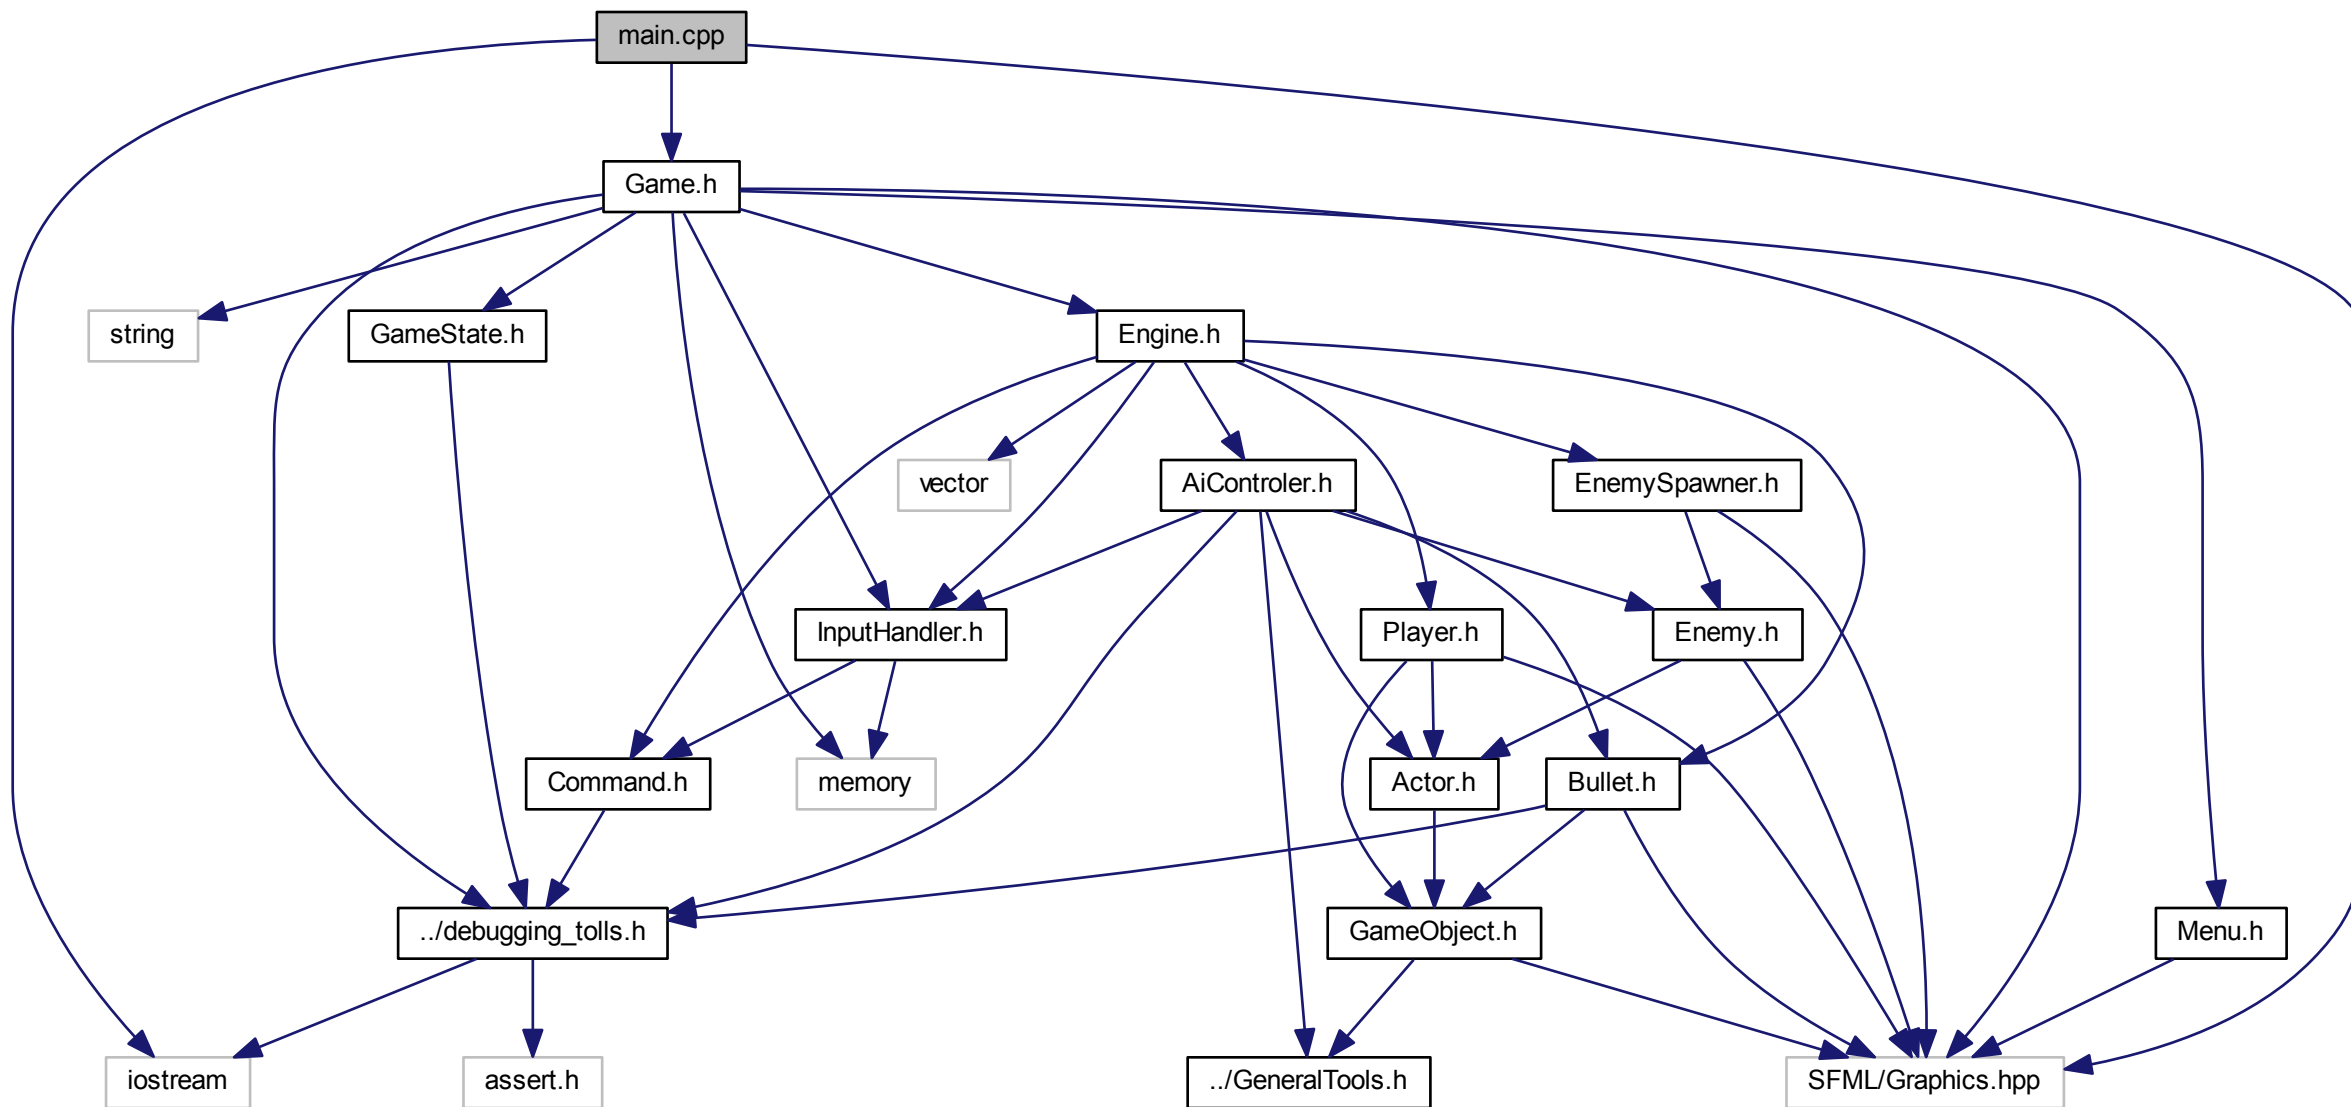 main.cpp
Game.h
string
GameState.h
Engine.h
vector
AiControler.h
EnemySpawner.h
InputHandler.h
Player.h
Enemy.h
Command.h
memory
Actor.h
Bullet.h
../debugging_tolls.h
GameObject.h
Menu.h
iostream
assert.h
../GeneralTools.h
SFML/Graphics.hpp